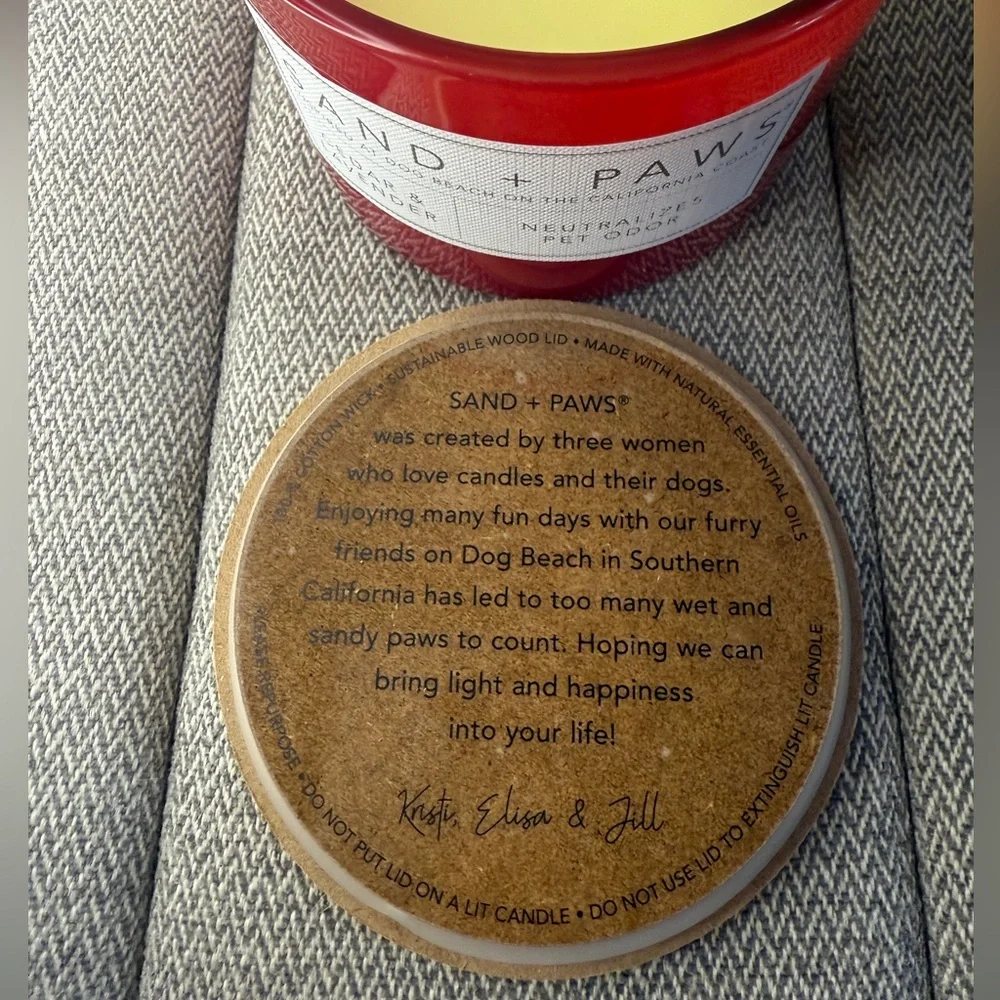 SAND + PAWS
DOG BEACH ON THE CALIFORNIA COAST
&
NEUTRALIZES
PET ODOR
COTTON WICK • SUSTAINABLE WOOD LID • MADE WITH NATURAL ESSENTIAL OILS
SAND + PAWS®
was created by three women
who love candles and their dogs.
Enjoying many fun days with our furry
friends on Dog Beach in Southern
California has led to too many wet and
sandy paws to count. Hoping we can
bring light and happiness
into your life!
Kristi, Elisa & Jill
REPURPOSE • DO NOT PUT LID ON A LIT CANDLE • DO NOT USE LID TO EXTINGUISH LIT CANDLE